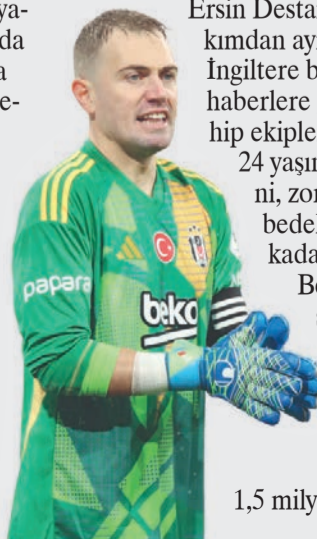 ya-
da
a
e-
Ersin Desta
kımdan ay
İngiltere b
haberlere
hip ekiple
24 yaşın
ni, zor
bedel
kada
Be
1,5 mily
papara
beko